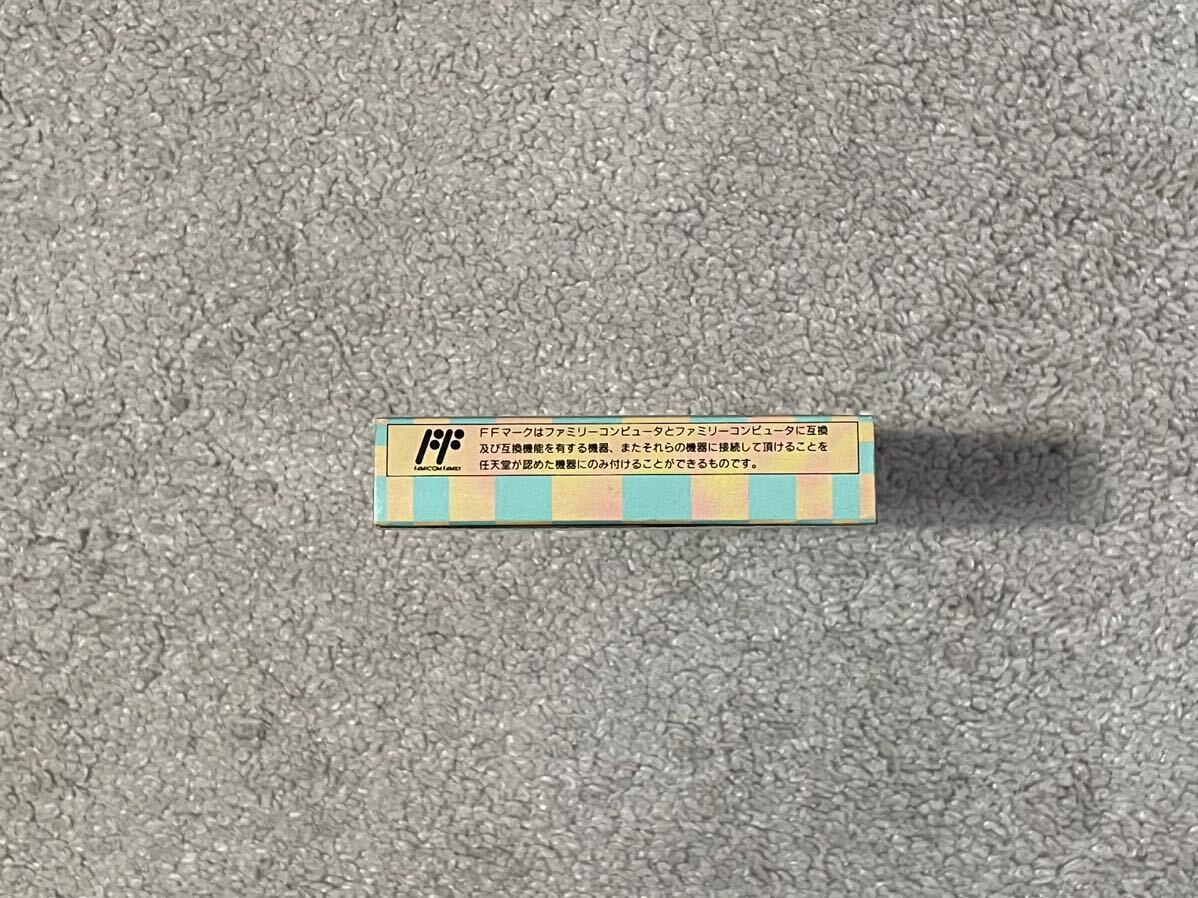 FFマークはファミリーコンピュータとファミリーコンピュータに互換
及び互換機能を有する機器、またそれらの機器に接続して頂けることを
任天堂が認めた機器にのみ付けることができるものです。
FF
FAMICOM FAMILY